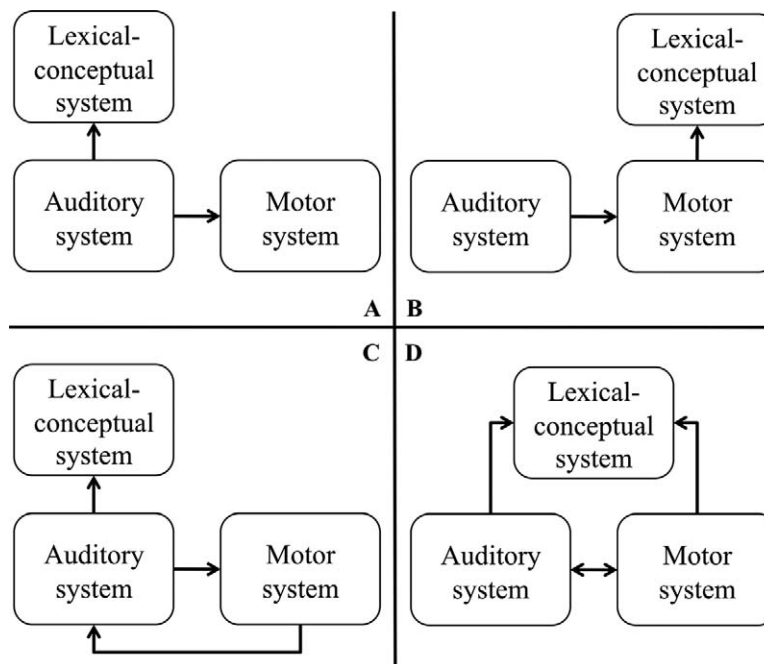 Lexical-
conceptual
system
Auditory
system
Motor
system
A
Lexical-
conceptual
system
Auditory
system
Motor
system
B
C
Lexical-
conceptual
system
Auditory
system
Motor
system
D
Lexical-
conceptual
system
Auditory
system
Motor
system